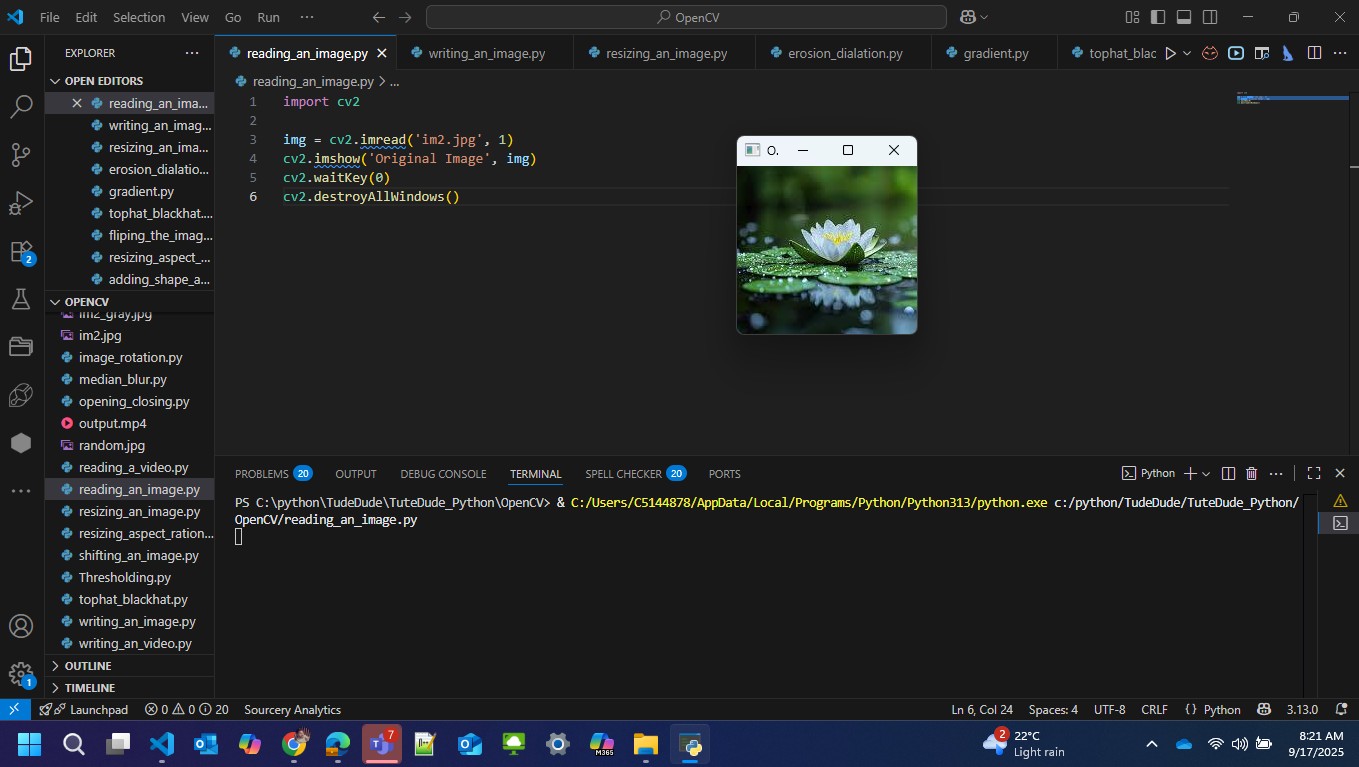 File Edit Selection View Go Run ··· OpenCV
EXPLORER ···
reading_an_image.py writing_an_image.py resizing_an_image.py erosion_dialation.py gradient.py tophat_blac
OPEN EDITORS
reading_an_image.py > ...
reading_an_ima...
writing_an_imag...
resizing_an_ima...
erosion_dialatio...
gradient.py
tophat_blackhat....
fliping_the_imag...
resizing_aspect_...
adding_shape_a...
1 import cv2
2
3 img = cv2.imread('im2.jpg', 1)
4 cv2.imshow('Original Image', img)
5 cv2.waitKey(0)
6 cv2.destroyAllWindows()
O.
2
OPENCV
im2_gray.jpg
im2.jpg
image_rotation.py
median_blur.py
opening_closing.py
output.mp4
random.jpg
reading_a_video.py
reading_an_image.py
resizing_an_image.py
resizing_aspect_ration...
shifting_an_image.py
Thresholding.py
tophat_blackhat.py
writing_an_image.py
writing_an_video.py
OUTLINE
TIMELINE
1
PROBLEMS 20 OUTPUT DEBUG CONSOLE TERMINAL SPELL CHECKER 20 PORTS Python
PS C:\python\TudeDude\TuteDude_Python\OpenCV> & C:/Users/C5144878/AppData/Local/Programs/Python/Python313/python.exe c:/python/TudeDude/TuteDude_Python/
OpenCV/reading_an_image.py
Launchpad 0 0 20 Sourcery Analytics Ln 6, Col 24 Spaces: 4 UTF-8 CRLF {} Python 3.13.0
7
M365
2
22°C
Light rain
8:21 AM
9/17/2025